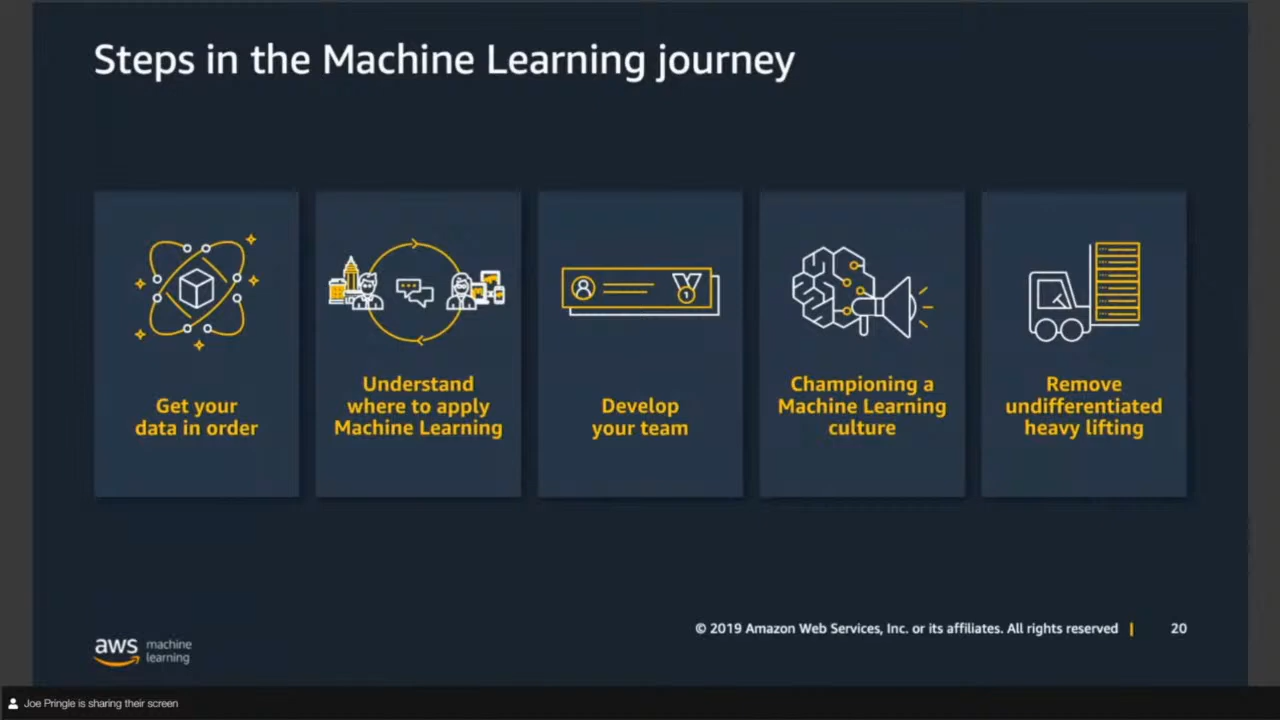 Steps in the Machine Learning journey
Get your
data in order
Understand
where to apply
Machine Learning
Develop
your team
Championing a
Machine Learning
culture
Remove
undifferentiated
heavy lifting
1
aws machine
learning
© 2019 Amazon Web Services, Inc. or its affiliates. All rights reserved | 20
Joe Pringle is sharing their screen